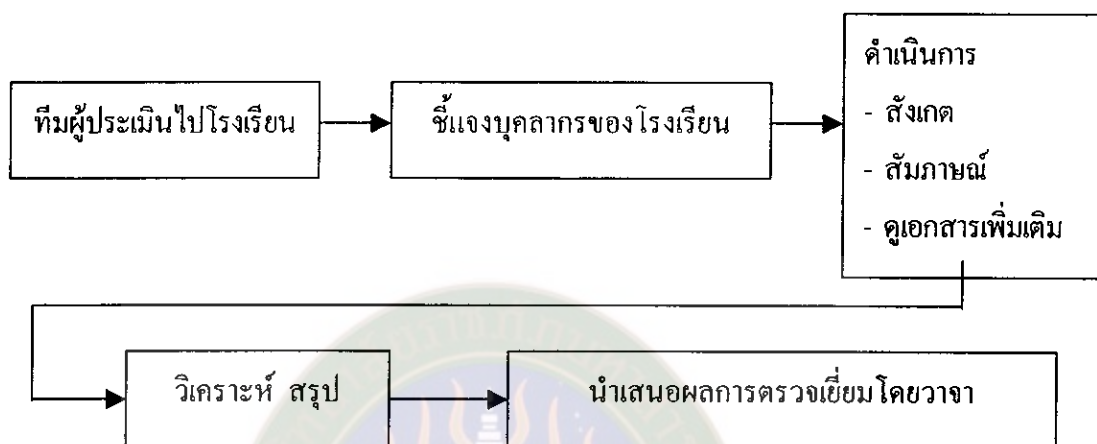 ทีมผู้ประเมินไปโรงเรียน
ชี้แจงบุคลากรของโรงเรียน
ดำเนินการ
- สังเกต
- สัมภาษณ์
- ดูเอกสารเพิ่มเติม
วิเคราะห์ สรุป
นำเสนอผลการตรวจเยี่ยมโดยวาจา